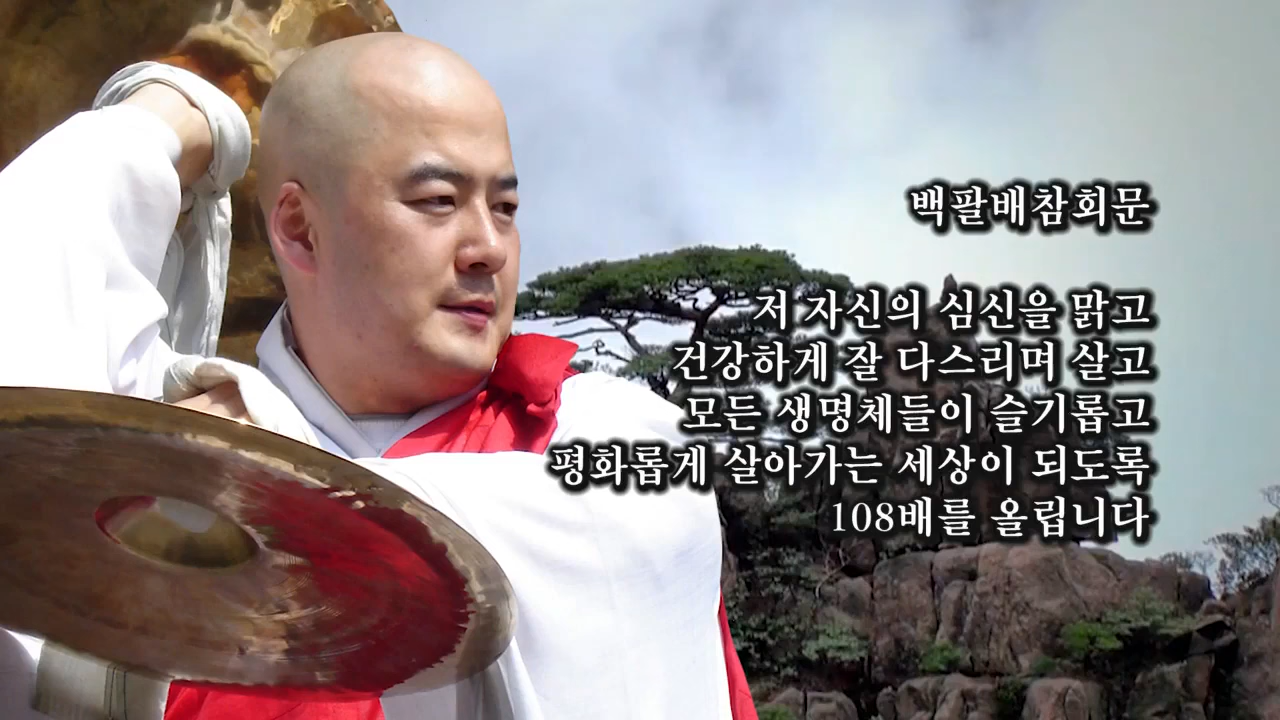 백팔배참회문
저 자신의 심신을 맑고
건강하게 잘 다스리며 살고
모든 생명체들이 슬기롭고
평화롭게 살아가는 세상이 되도록
108배를 올립니다